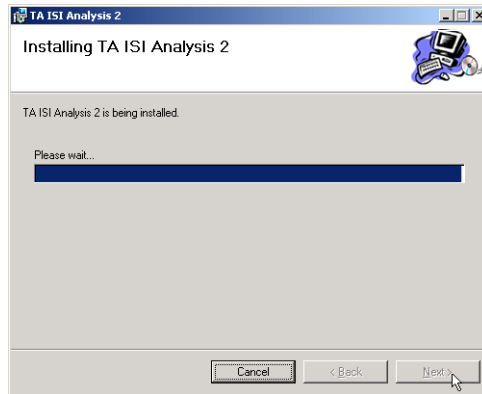 TA ISI Analysis 2
Installing TA ISI Analysis 2
TA ISI Analysis 2 is being installed.
Please wait...
Cancel
< Back
Next >